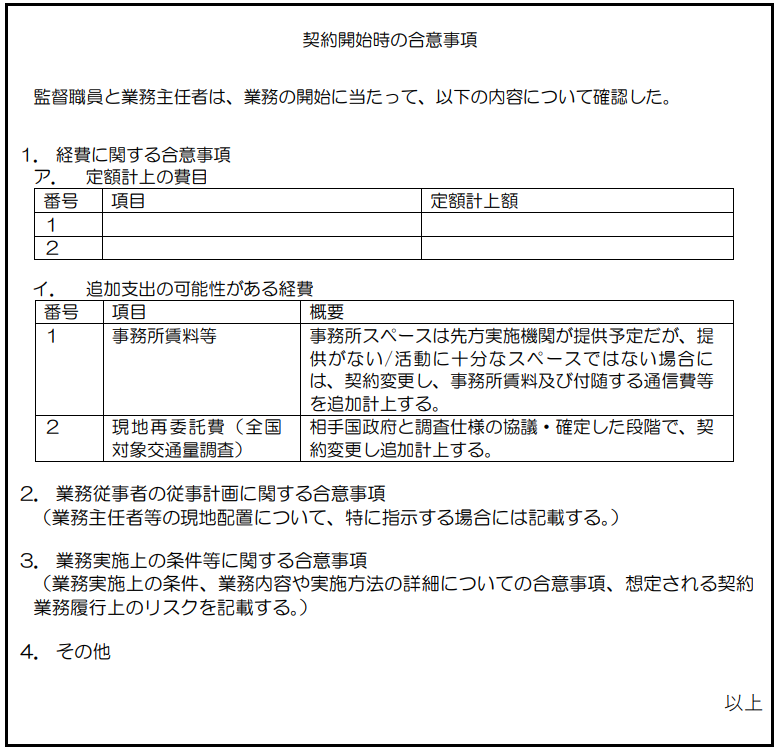 契約開始時の合意事項
監督職員と業務主任者は、業務の開始に当たって、以下の内容について確認した。
1. 経費に関する合意事項
ア. 定額計上の費目
番号 項目 定額計上額
1
2
イ. 追加支出の可能性がある経費
番号 項目 概要
1 事務所賃料等 事務所スペースは先方実施機関が提供予定だが、提
供がない/活動に十分なスペースではない場合に
は、契約変更し、事務所賃料及び付随する通信費等
を追加計上する。
2 現地再委託費(全国 相手国政府と調査仕様の協議・確定した段階で、契
対象交通量調査) 約変更し追加計上する。
2. 業務従事者の従事計画に関する合意事項
(業務主任者等の現地配置について、特に指示する場合には記載する。)
3. 業務実施上の条件等に関する合意事項
(業務実施上の条件、業務内容や実施方法の詳細についての合意事項、想定される契約
業務履行上のリスクを記載する。)
4. その他
以上